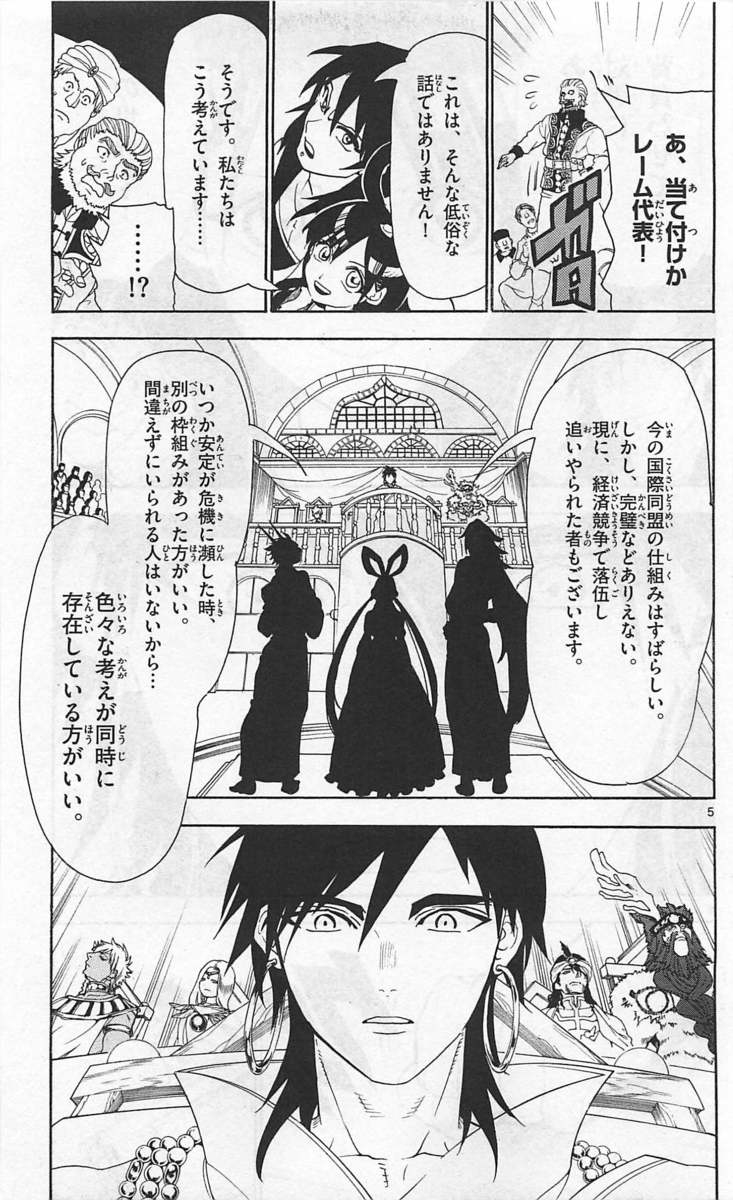 あ、当て付けか
レーム代表！
ガタ
これは、そんな低俗な
話ではありません！
そうです。私たちは
こう考えています……
……!?
今の国際同盟の仕組みはすばらしい。
しかし、完璧などありえない。
現に、経済競争で落伍し
追いやられた者もございます。
いつか安定が危機に瀕した時、
別の枠組みがあった方がいい。
間違えずにいられる人はいないから…
色々な考えが同時に
存在している方がいい。
5